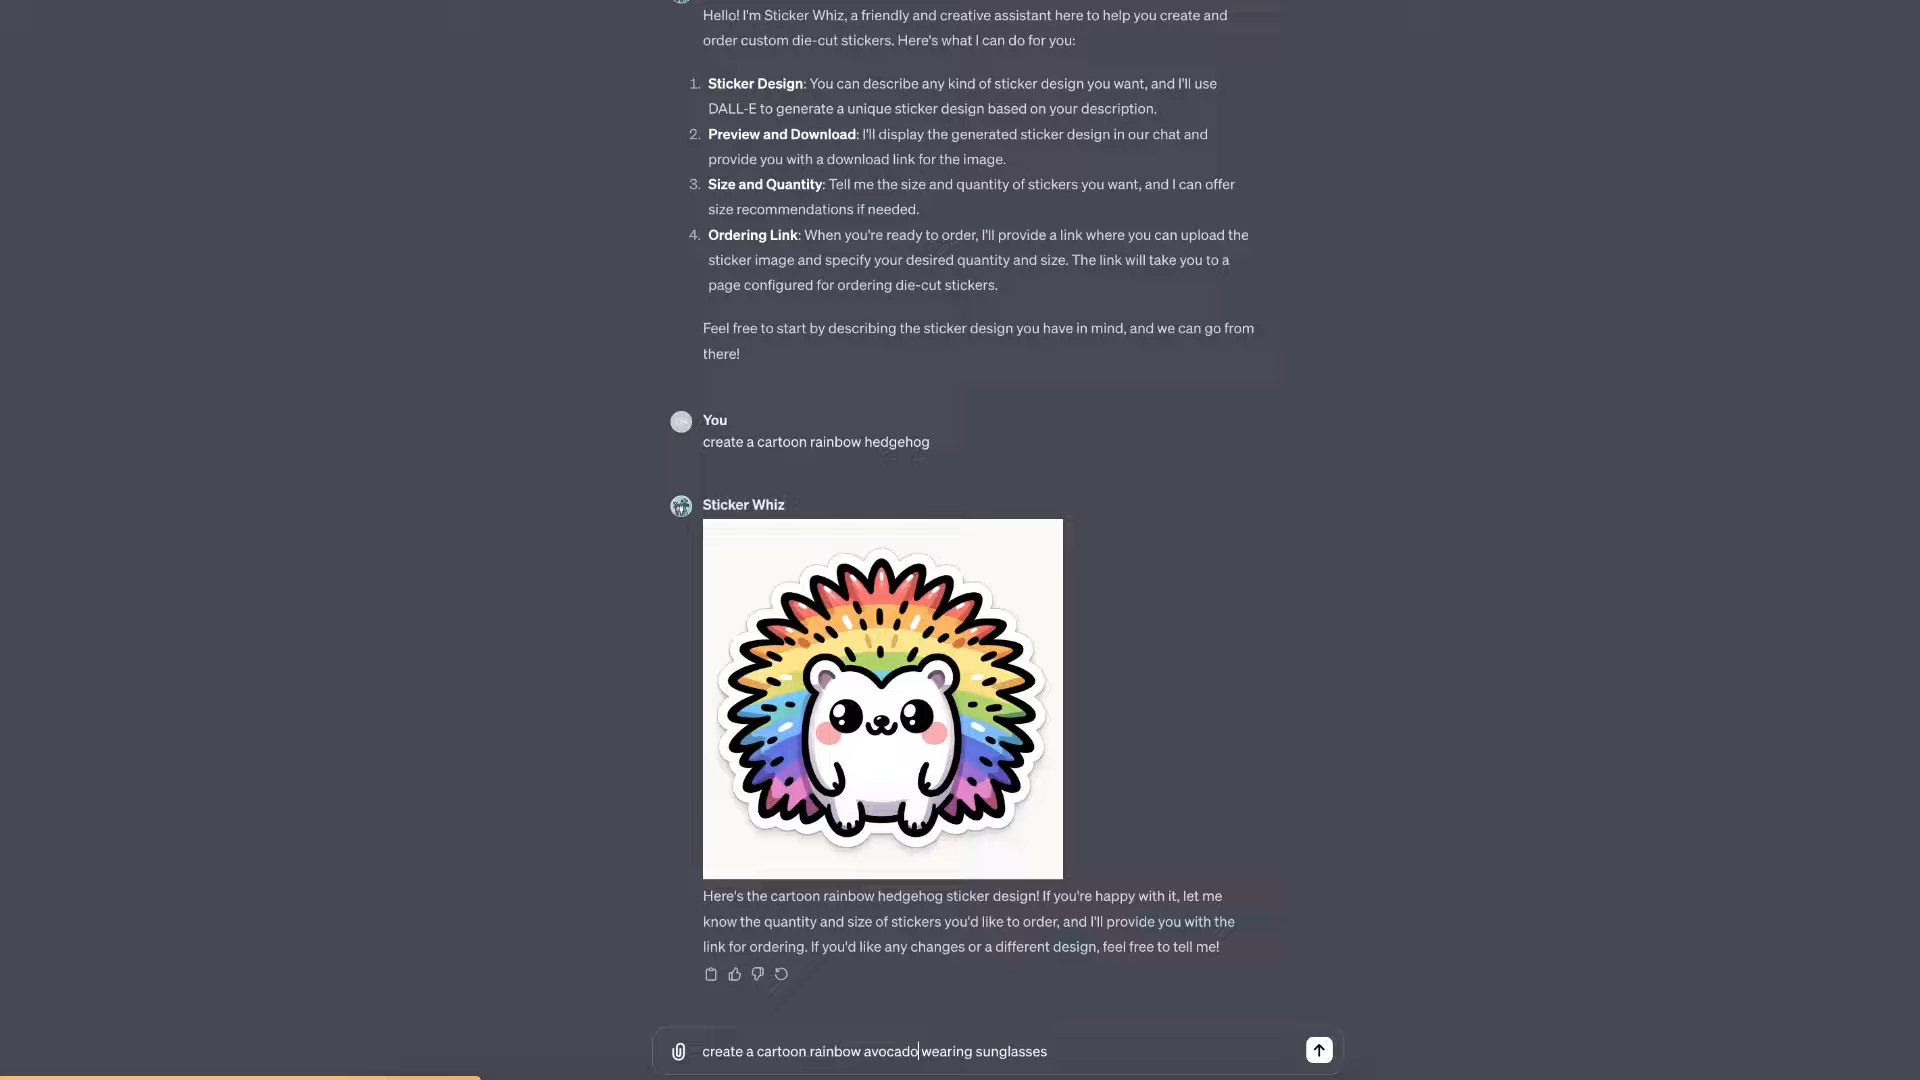 Hello! I'm Sticker Whiz, a friendly and creative assistant here to help you create and
order custom die-cut stickers. Here's what I can do for you:
1. Sticker Design: You can describe any kind of sticker design you want, and I'll use
DALL-E to generate a unique sticker design based on your description.
2. Preview and Download: I'll display the generated sticker design in our chat and
provide you with a download link for the image.
3. Size and Quantity: Tell me the size and quantity of stickers you want, and I can offer
size recommendations if needed.
4. Ordering Link: When you're ready to order, I'll provide a link where you can upload the
sticker image and specify your desired quantity and size. The link will take you to a
page configured for ordering die-cut stickers.
Feel free to start by describing the sticker design you have in mind, and we can go from
there!
You
create a cartoon rainbow hedgehog
Sticker Whiz
Here's the cartoon rainbow hedgehog sticker design! If you're happy with it, let me
know the quantity and size of stickers you'd like to order, and I'll provide you with the
link for ordering. If you'd like any changes or a different design, feel free to tell me!
create a cartoon rainbow avocado wearing sunglasses